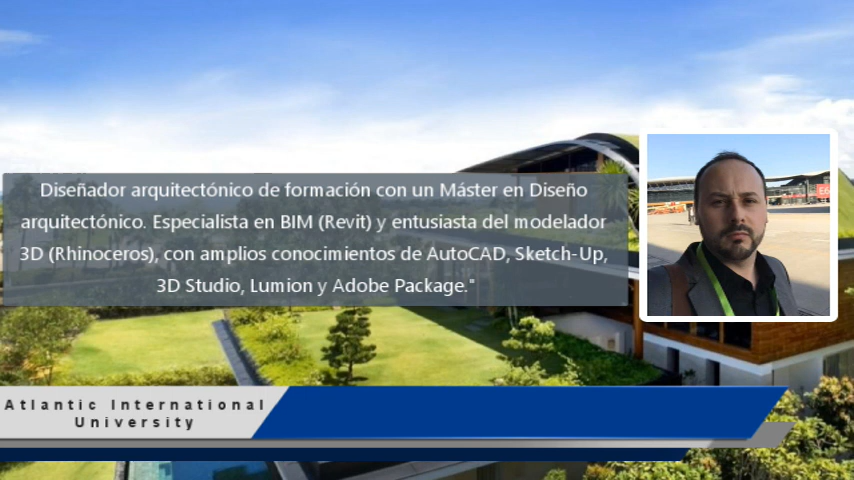 Diseñador arquitectónico de formación con un Máster en Diseño
arquitectónico. Especialista en BIM (Revit) y entusiasta del modelador
3D (Rhinoceros), con amplios conocimientos de AutoCAD, Sketch-Up,
3D Studio, Lumion y Adobe Package."
E6
Atlantic International
University